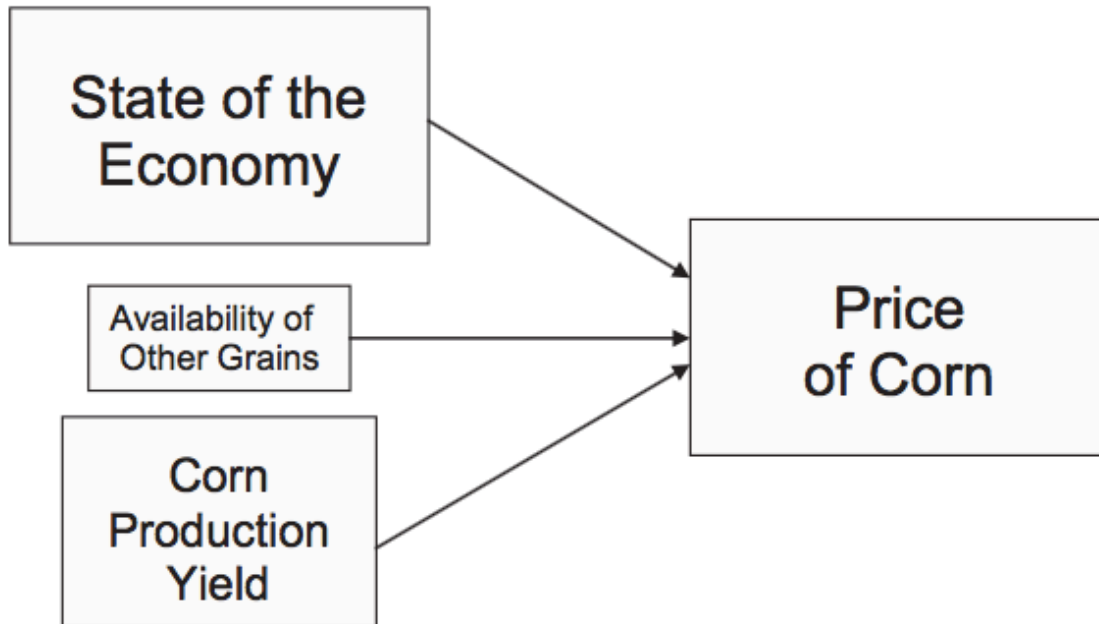 State of the
Economy
Availability of
Other Grains
Corn
Production
Yield
Price
of Corn